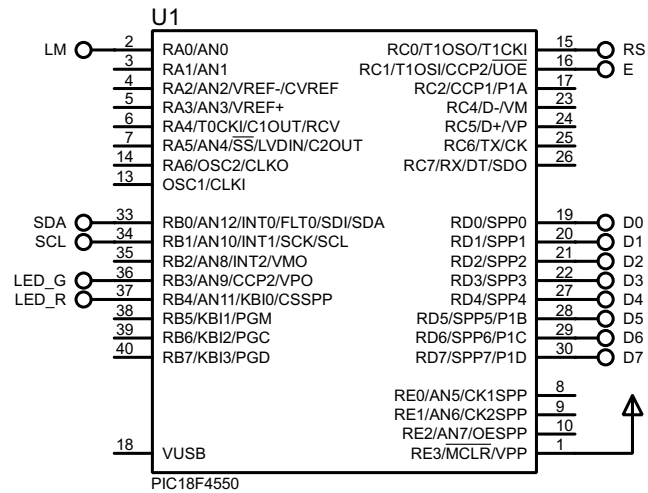 U1
LM 2 RA0/AN0 RC0/T1OSO/T1CKI 15 RS
3 RA1/AN1 RC1/T1OSI/CCP2/UOE 16 E
4 RA2/AN2/VREF-/CVREF RC2/CCP1/P1A 17
5 RA3/AN3/VREF+ RC4/D-/VM 23
6 RA4/T0CKI/C1OUT/RCV RC5/D+/VP 24
7 RA5/AN4/SS/LVDIN/C2OUT RC6/TX/CK 25
14 RA6/OSC2/CLKO RC7/RX/DT/SDO 26
13 OSC1/CLKI
SDA 33 RB0/AN12/INT0/FLT0/SDI/SDA RD0/SPP0 19 D0
SCL 34 RB1/AN10/INT1/SCK/SCL RD1/SPP1 20 D1
35 RB2/AN8/INT2/VMO RD2/SPP2 21 D2
LED_G 36 RB3/AN9/CCP2/VPO RD3/SPP3 22 D3
LED_R 37 RB4/AN11/KBI0/CSSPP RD4/SPP4 27 D4
38 RB5/KBI1/PGM RD5/SPP5/P1B 28 D5
39 RB6/KBI2/PGC RD6/SPP6/P1C 29 D6
40 RB7/KBI3/PGD RD7/SPP7/P1D 30 D7
RE0/AN5/CK1SPP 8
RE1/AN6/CK2SPP 9
RE2/AN7/OESPP 10
18 VUSB RE3/MCLR/VPP 1
PIC18F4550